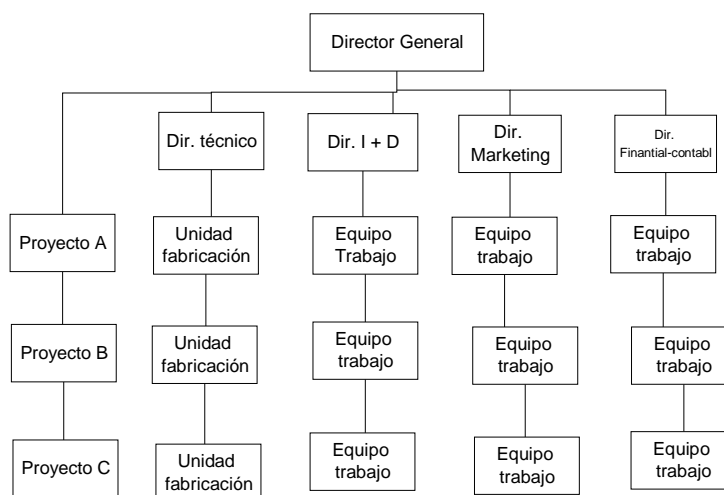 Director General
Dir. técnico
Dir. I + D
Dir.
Marketing
Dir.
Finantial-contabl
Proyecto A
Unidad
fabricación
Equipo
Trabajo
Equipo
trabajo
Equipo
trabajo
Proyecto B
Unidad
fabricación
Equipo
trabajo
Equipo
trabajo
Equipo
trabajo
Proyecto C
Unidad
fabricación
Equipo
trabajo
Equipo
trabajo
Equipo
trabajo